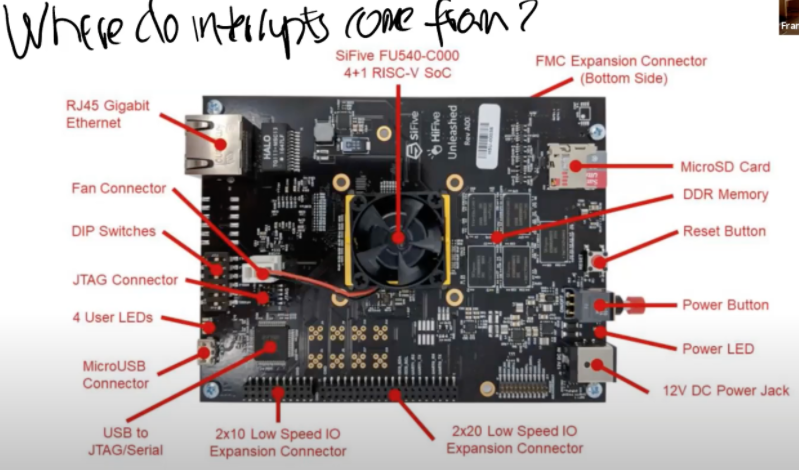 Where do interrupts come from?
Fran
SiFive FU540-C000
4+1 RISC-V SoC
FMC Expansion Connector
(Bottom Side)
RJ45 Gigabit
Ethernet
HALO
SiFive
HiFive
Unleashed
Rev A00
MicroSD Card
Fan Connector
DDR Memory
DIP Switches
Reset Button
JTAG Connector
Power Button
4 User LEDs
Power LED
MicroUSB
Connector
12V DC Power Jack
USB to
JTAG/Serial
2x10 Low Speed IO
Expansion Connector
2x20 Low Speed IO
Expansion Connector